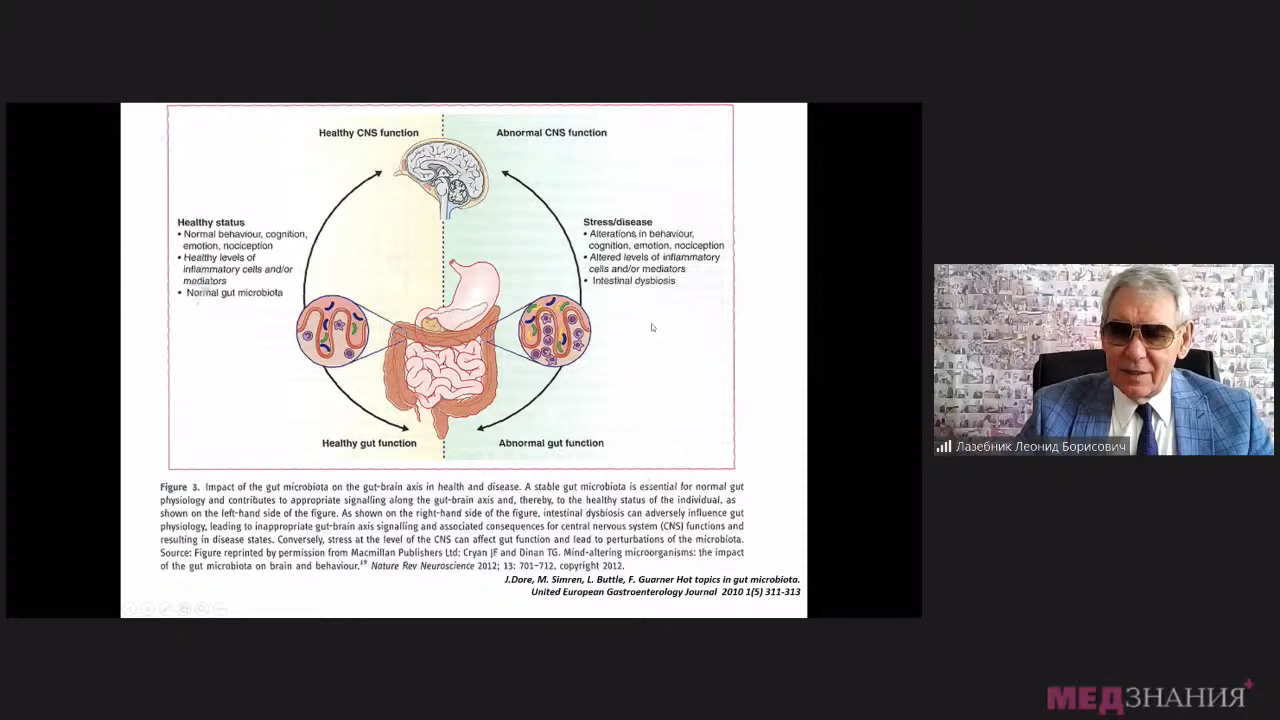 Healthy CNS function
Abnormal CNS function
Healthy status
• Normal behaviour, cognition,
emotion, nociception
• Healthy levels of
inflammatory cells and/or
mediators
• Normal gut microbiota
Stress/disease
• Alterations in behaviour,
cognition, emotion, nociception
• Altered levels of inflammatory
cells and/or mediators
• Intestinal dysbiosis
Healthy gut function
Abnormal gut function
Figure 3. Impact of the gut microbiota on the gut-brain axis in health and disease. A stable gut microbiota is essential for normal gut
physiology and contributes to appropriate signalling along the gut-brain axis and, thereby, to the healthy status of the individual, as
shown on the left-hand side of the figure. As shown on the right-hand side of the figure, intestinal dysbiosis can adversely influence gut
physiology, leading to inappropriate gut-brain axis signalling and associated consequences for central nervous system (CNS) functions and
resulting in disease states. Conversely, stress at the level of the CNS can affect gut function and lead to perturbations of the microbiota.
Source: Figure reprinted by permission from Macmillan Publishers Ltd: Cryan JF and Dinan TG. Mind-altering microorganisms: the impact
of the gut microbiota on brain and behaviour.19 Nature Rev Neuroscience 2012; 13: 701–712, copyright 2012.
J.Dore, M. Simren, L. Buttle, F. Guarner Hot topics in gut microbiota.
United European Gastroenterology Journal 2010 1(5) 311-313
Лазебник Леонид Борисович
МЕДЗНАНИЯ+